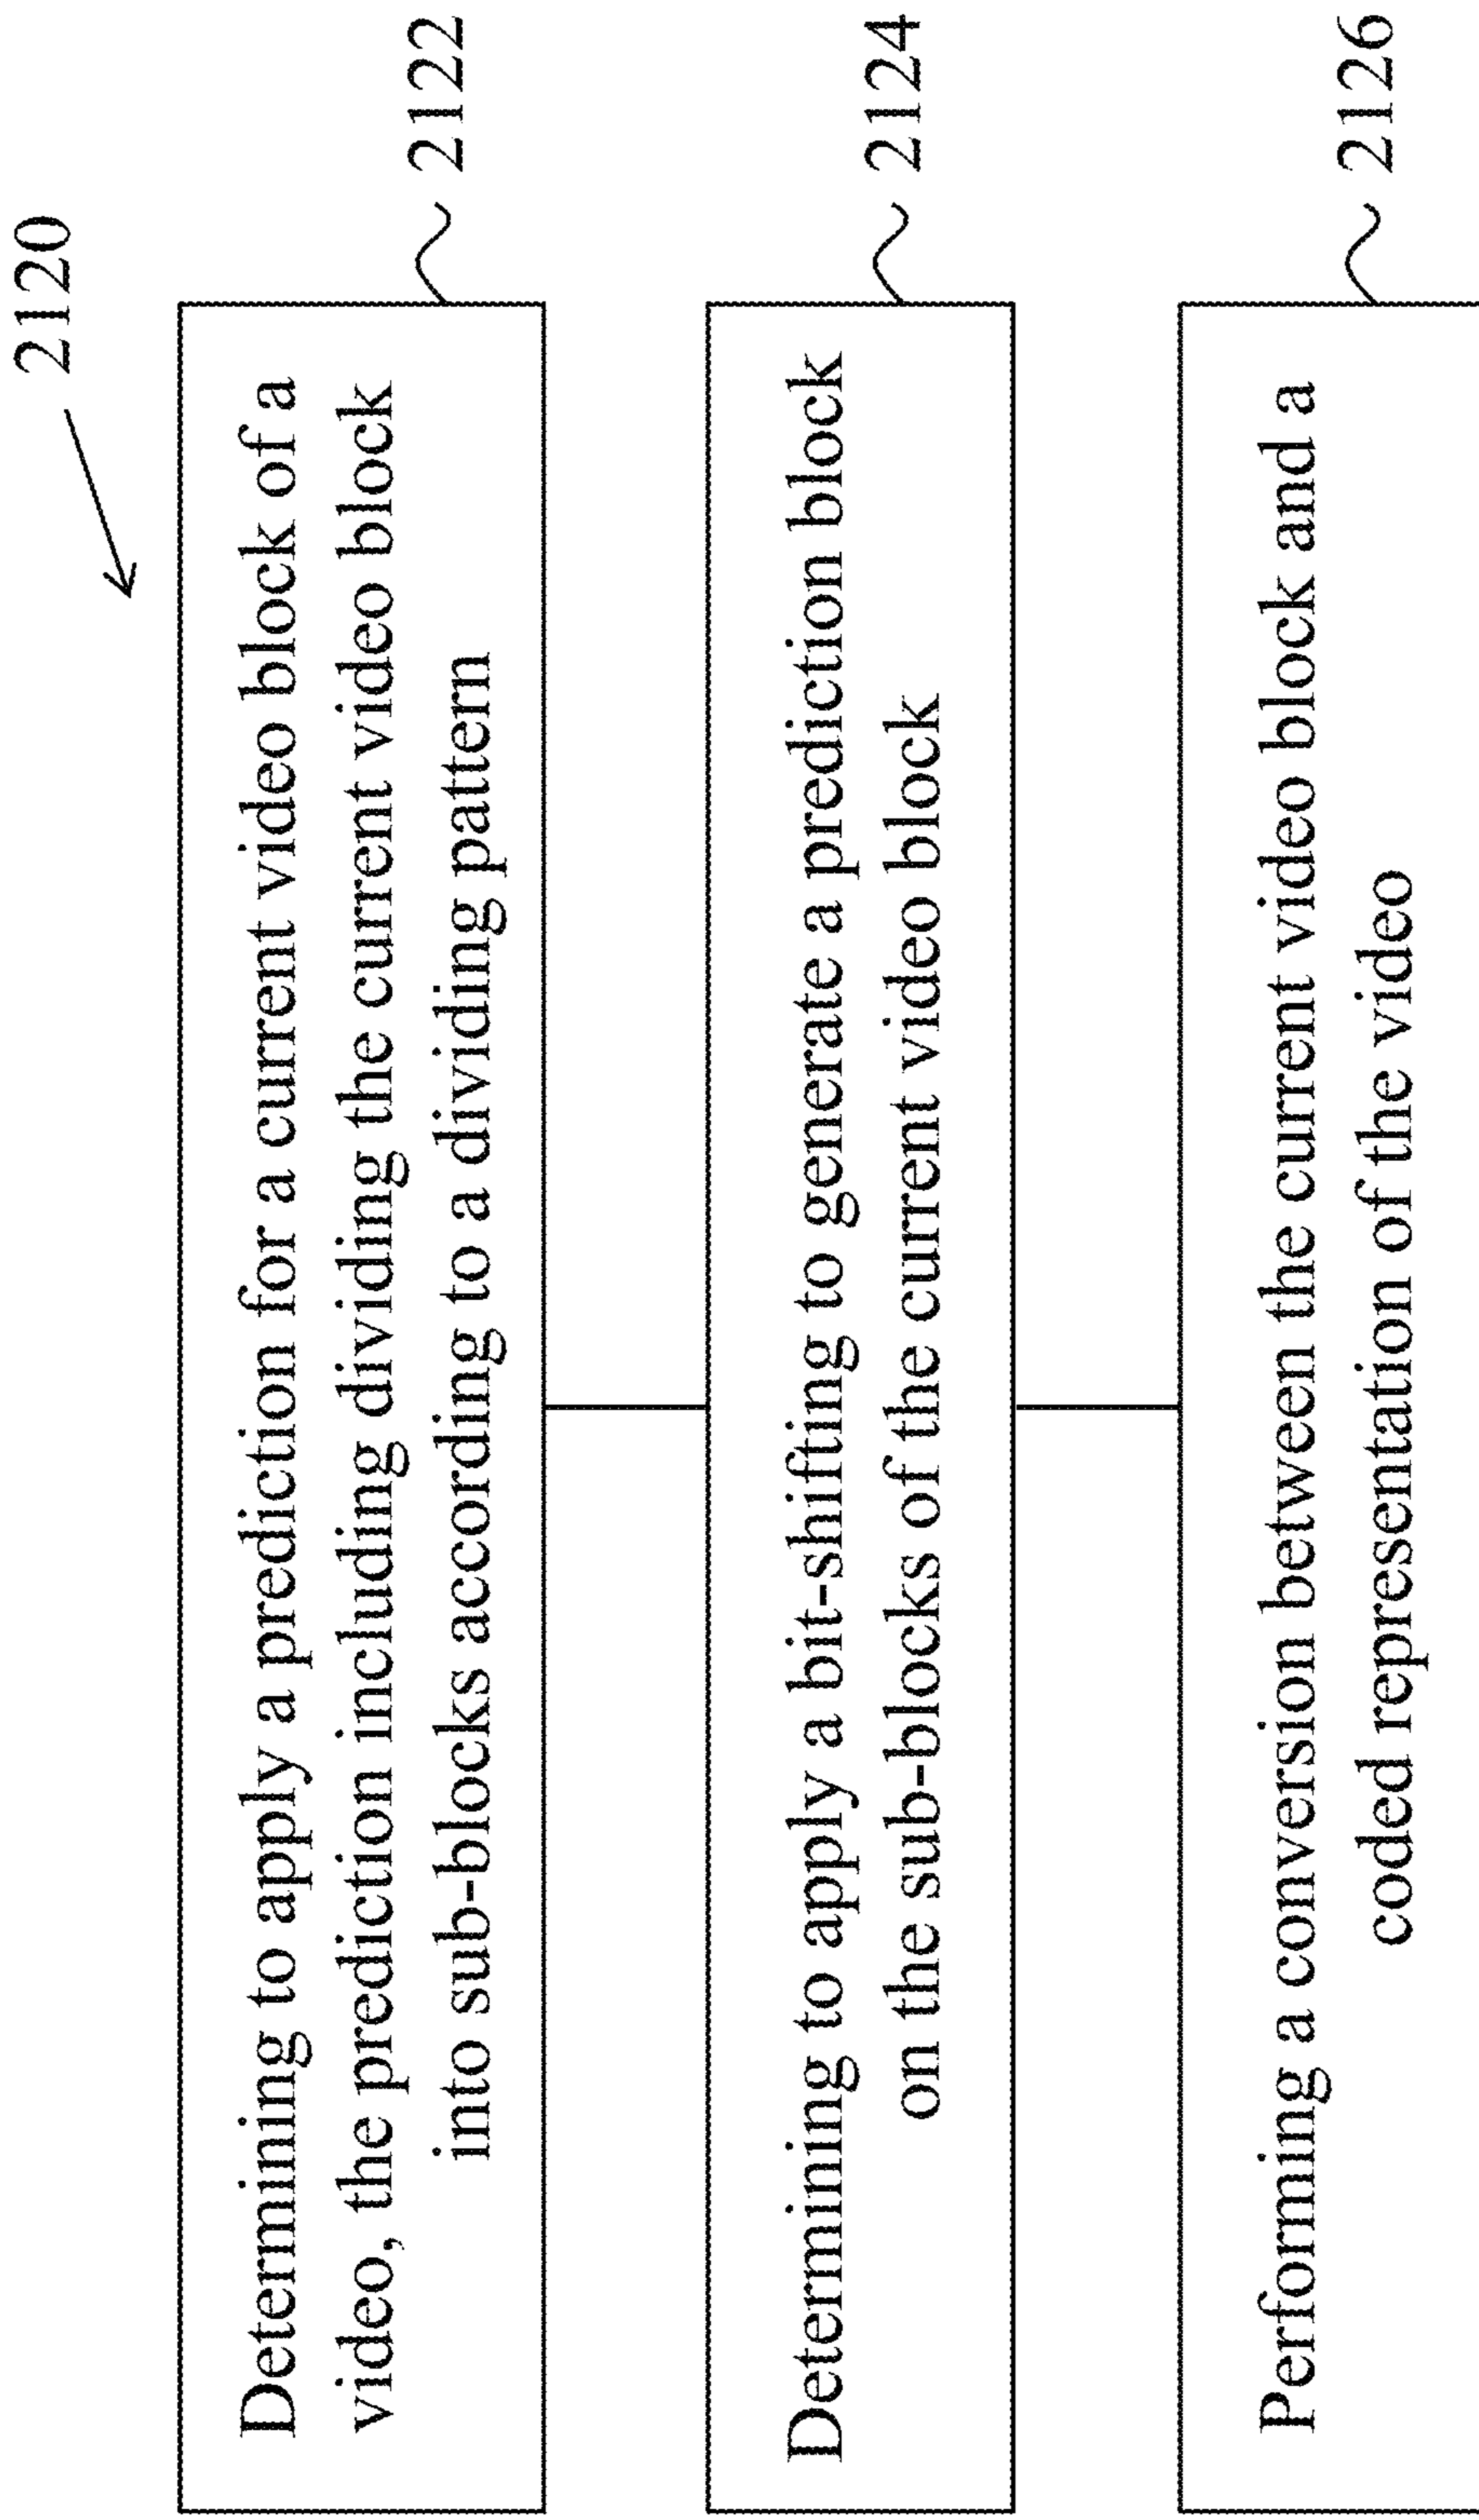 2120
Determining to apply a prediction for a current video block of a
video, the prediction including dividing the current video block
into sub-blocks according to a dividing pattern
2122
Determining to apply a bit-shifting to generate a prediction block
on the sub-blocks of the current video block
2124
Performing a conversion between the current video block and a
coded representation of the video
2126